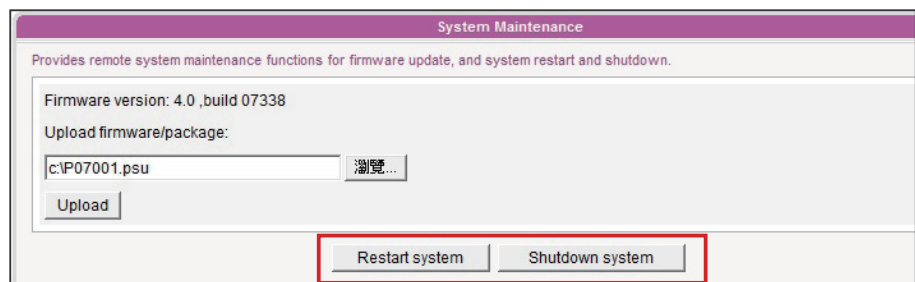 System Maintenance
Provides remote system maintenance functions for firmware update, and system restart and shutdown.
Firmware version: 4.0 ,build 07338
Upload firmware/package:
c:\P07001.psu 瀏覽...
Upload
Restart system Shutdown system